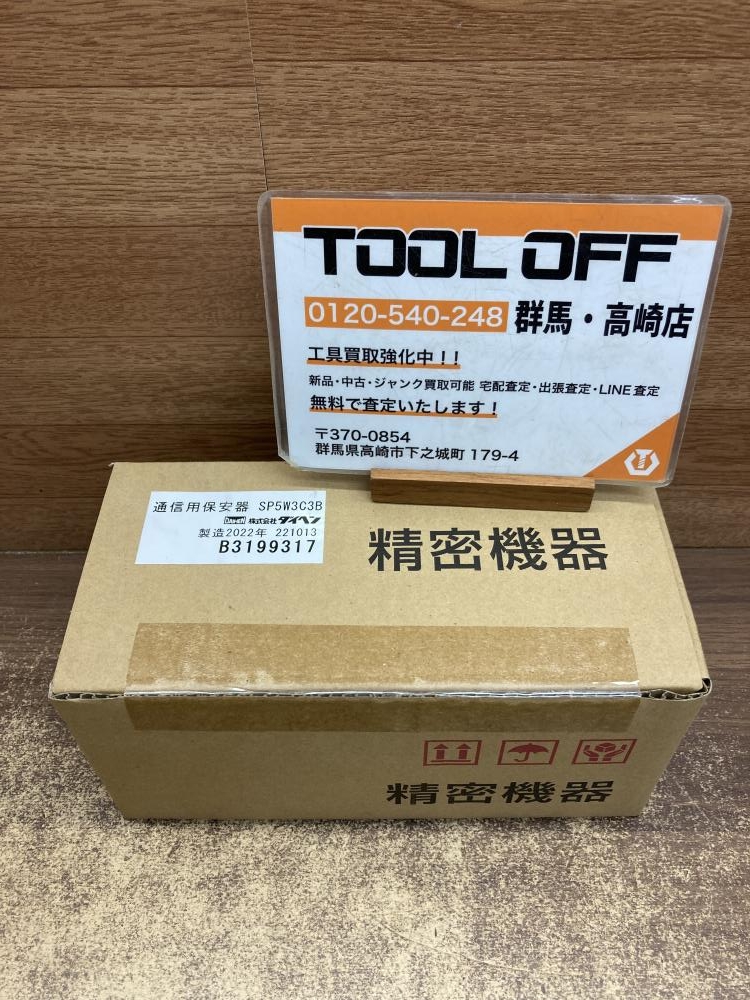 TOOL OFF
0120-540-248 群馬・高崎店
工具買取強化中！！
新品・中古・ジャンク買取可能 宅配査定・出張査定・LINE査定
無料で査定いたします！
〒370-0854
群馬県高崎市下之城町 179-4
通信用保安器 SP5W3C3B
DAIHEN 株式会社ダイヘン
製造2022年 221013
B3199317
精密機器
精密機器